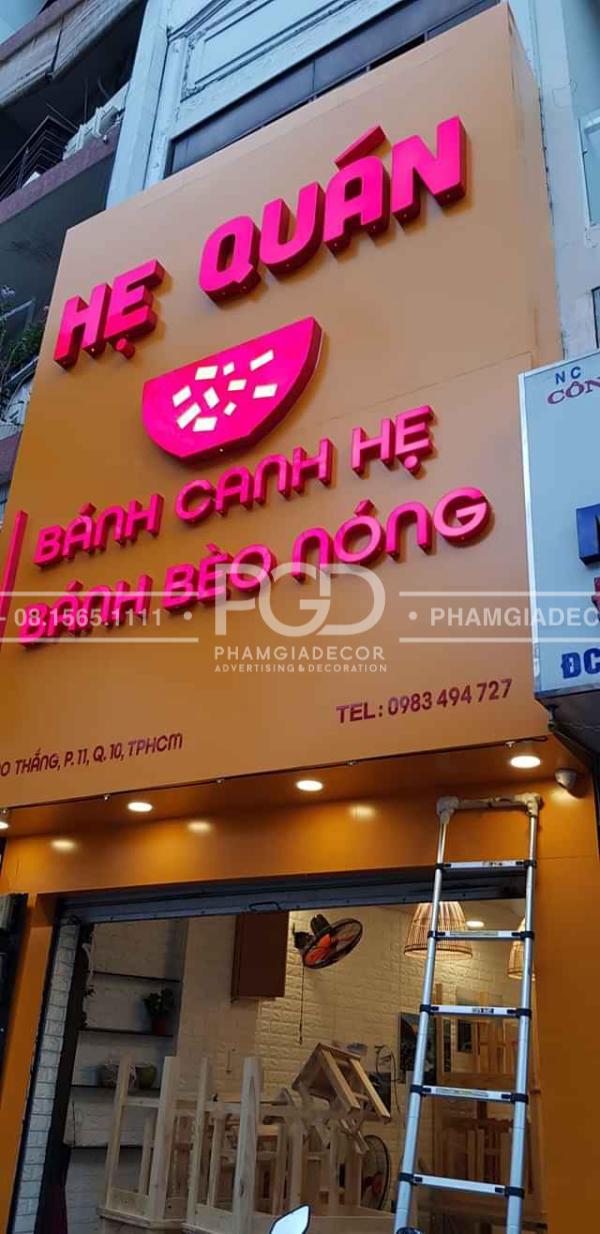 HẸ QUÁN
BÁNH CANH HẸ
BÁNH BÈO NÓNG
08.1565.1111
PGD
PHAMGIADECOR
ADVERTISING & DECORATION
PHAMGIADECO
TEL: 0983 494 727
THẮNG, P. 11, Q. 10, TPHCM
NC
CÔN
ĐC